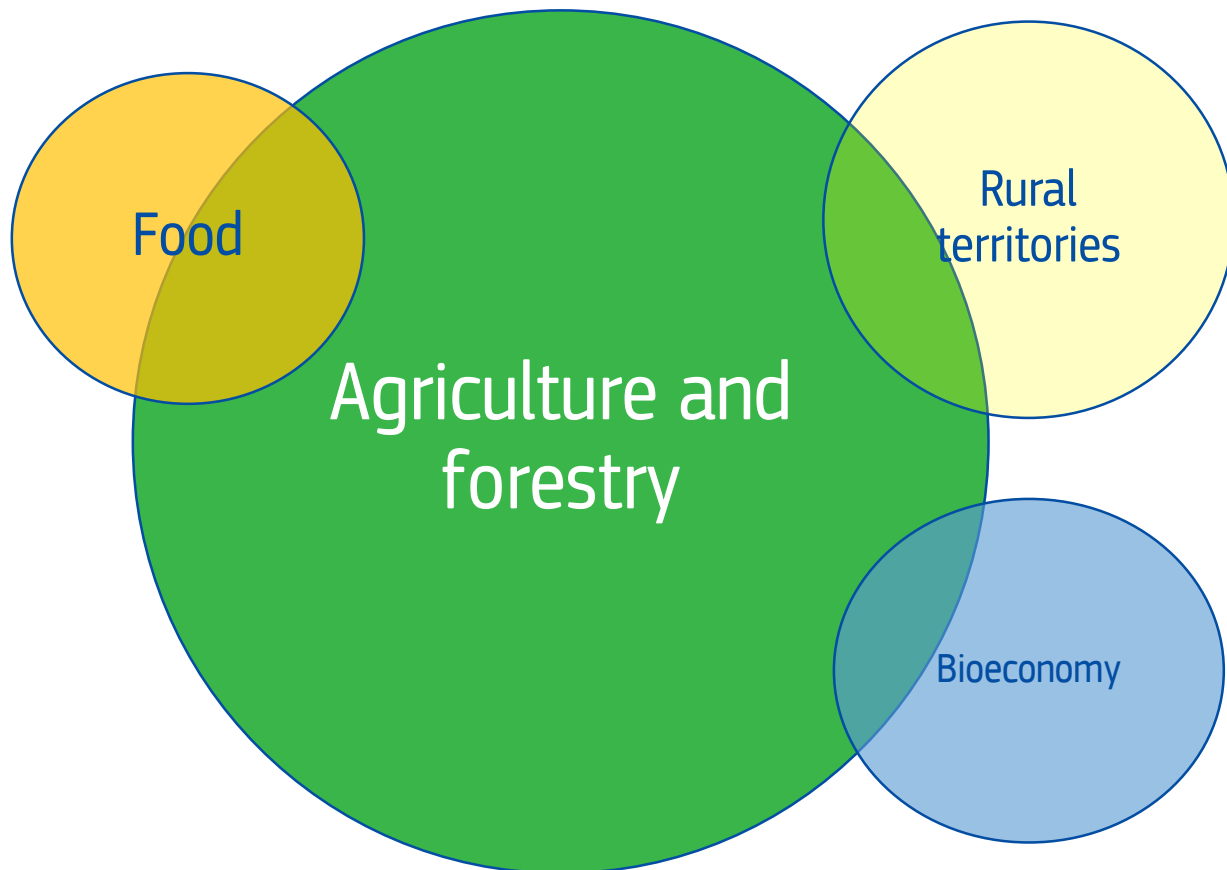 Food
Rural
territories
Agriculture and
forestry
Bioeconomy